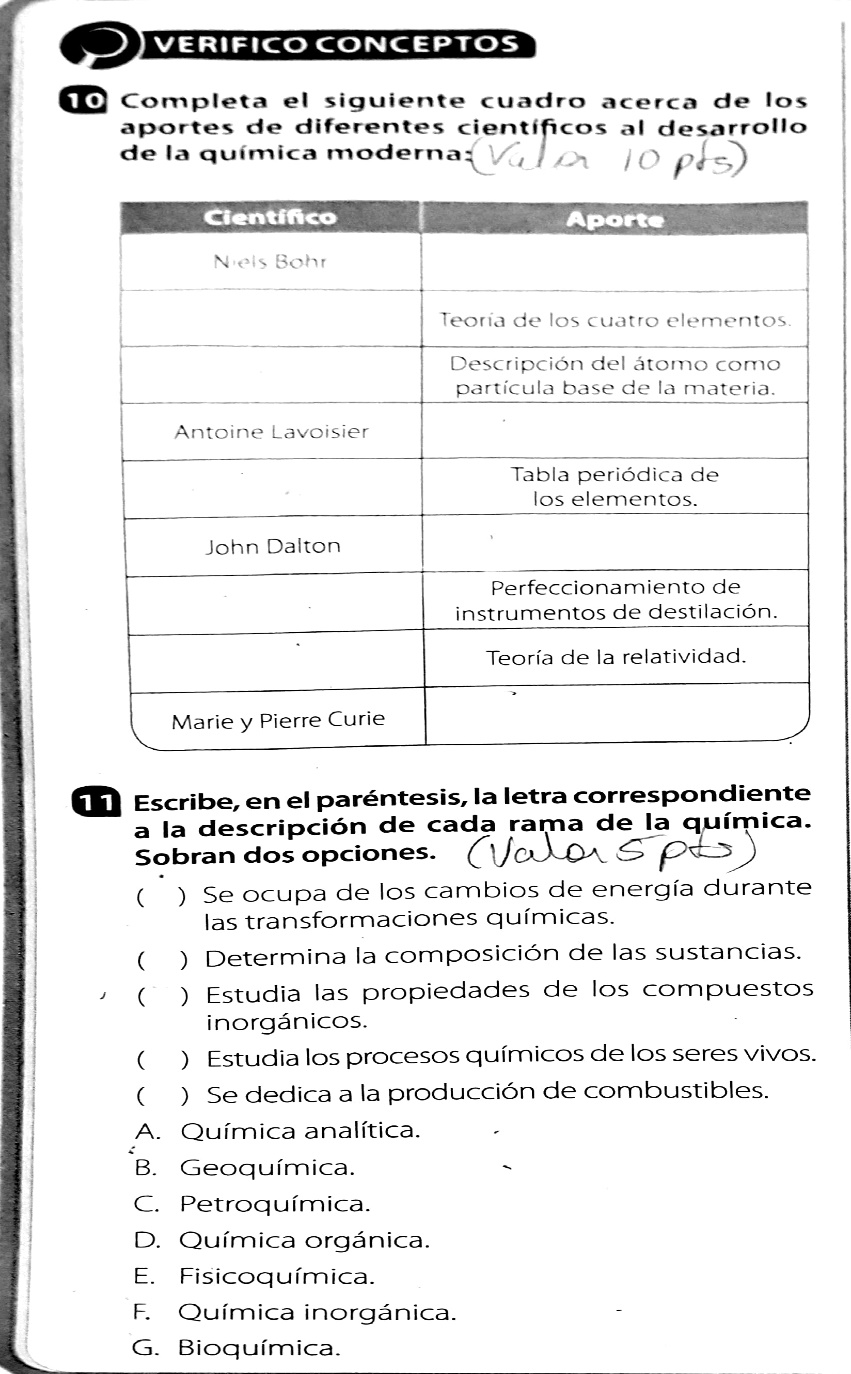 VERIFICO CONCEPTOS
10 Completa el siguiente cuadro acerca de los
aportes de diferentes científicos al desarrollo
de la química moderna: (Valor 10 pts)
Científico Aporte
Niels Bohr
Teoría de los cuatro elementos.
Descripción del átomo como
partícula base de la materia.
Antoine Lavoisier
Tabla periódica de
los elementos.
John Dalton
Perfeccionamiento de
instrumentos de destilación.
Teoría de la relatividad.
Marie y Pierre Curie
11 Escribe, en el paréntesis, la letra correspondiente
a la descripción de cada rama de la química.
Sobran dos opciones. (Valor 5 pts)
( ) Se ocupa de los cambios de energía durante
las transformaciones químicas.
( ) Determina la composición de las sustancias.
( ) Estudia las propiedades de los compuestos
inorgánicos.
( ) Estudia los procesos químicos de los seres vivos.
( ) Se dedica a la producción de combustibles.
A. Química analítica.
B. Geoquímica.
C. Petroquímica.
D. Química orgánica.
E. Fisicoquímica.
F. Química inorgánica.
G. Bioquímica.